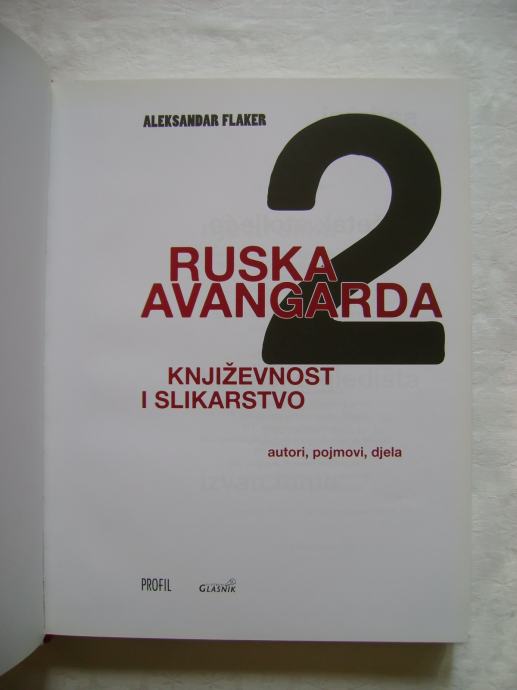 ALEKSANDAR FLAKER
2
RUSKA
AVANGARDA
KNJIŽEVNOST
I SLIKARSTVO
autori, pojmovi, djela
PROFIL
GLASNIK